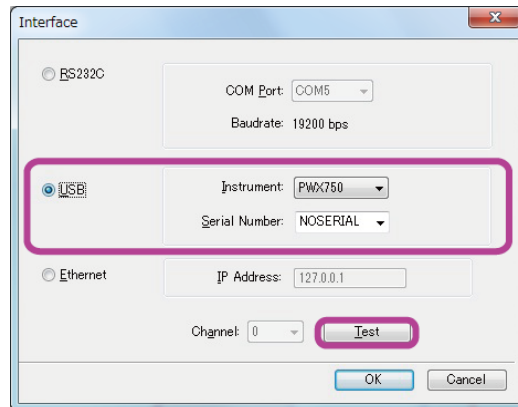 Interface
RS232C
COM Port: COM5
Baudrate: 19200 bps
USB
Instrument: PWX750
Serial Number: NOSERIAL
Ethernet
IP Address: 127.0.0.1
Channel: 0
Test
OK Cancel